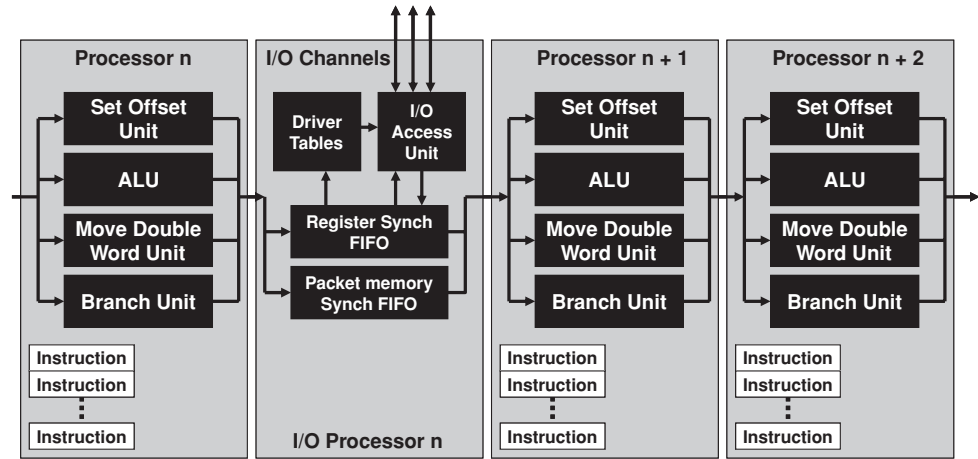 Processor n
Set Offset
Unit
ALU
Move Double
Word Unit
Branch Unit
Instruction
Instruction
Instruction
I/O Channels
Driver
Tables
I/O
Access
Unit
Register Synch
FIFO
Packet memory
Synch FIFO
I/O Processor n
Processor n + 1
Set Offset
Unit
ALU
Move Double
Word Unit
Branch Unit
Instruction
Instruction
Instruction
Processor n + 2
Set Offset
Unit
ALU
Move Double
Word Unit
Branch Unit
Instruction
Instruction
Instruction